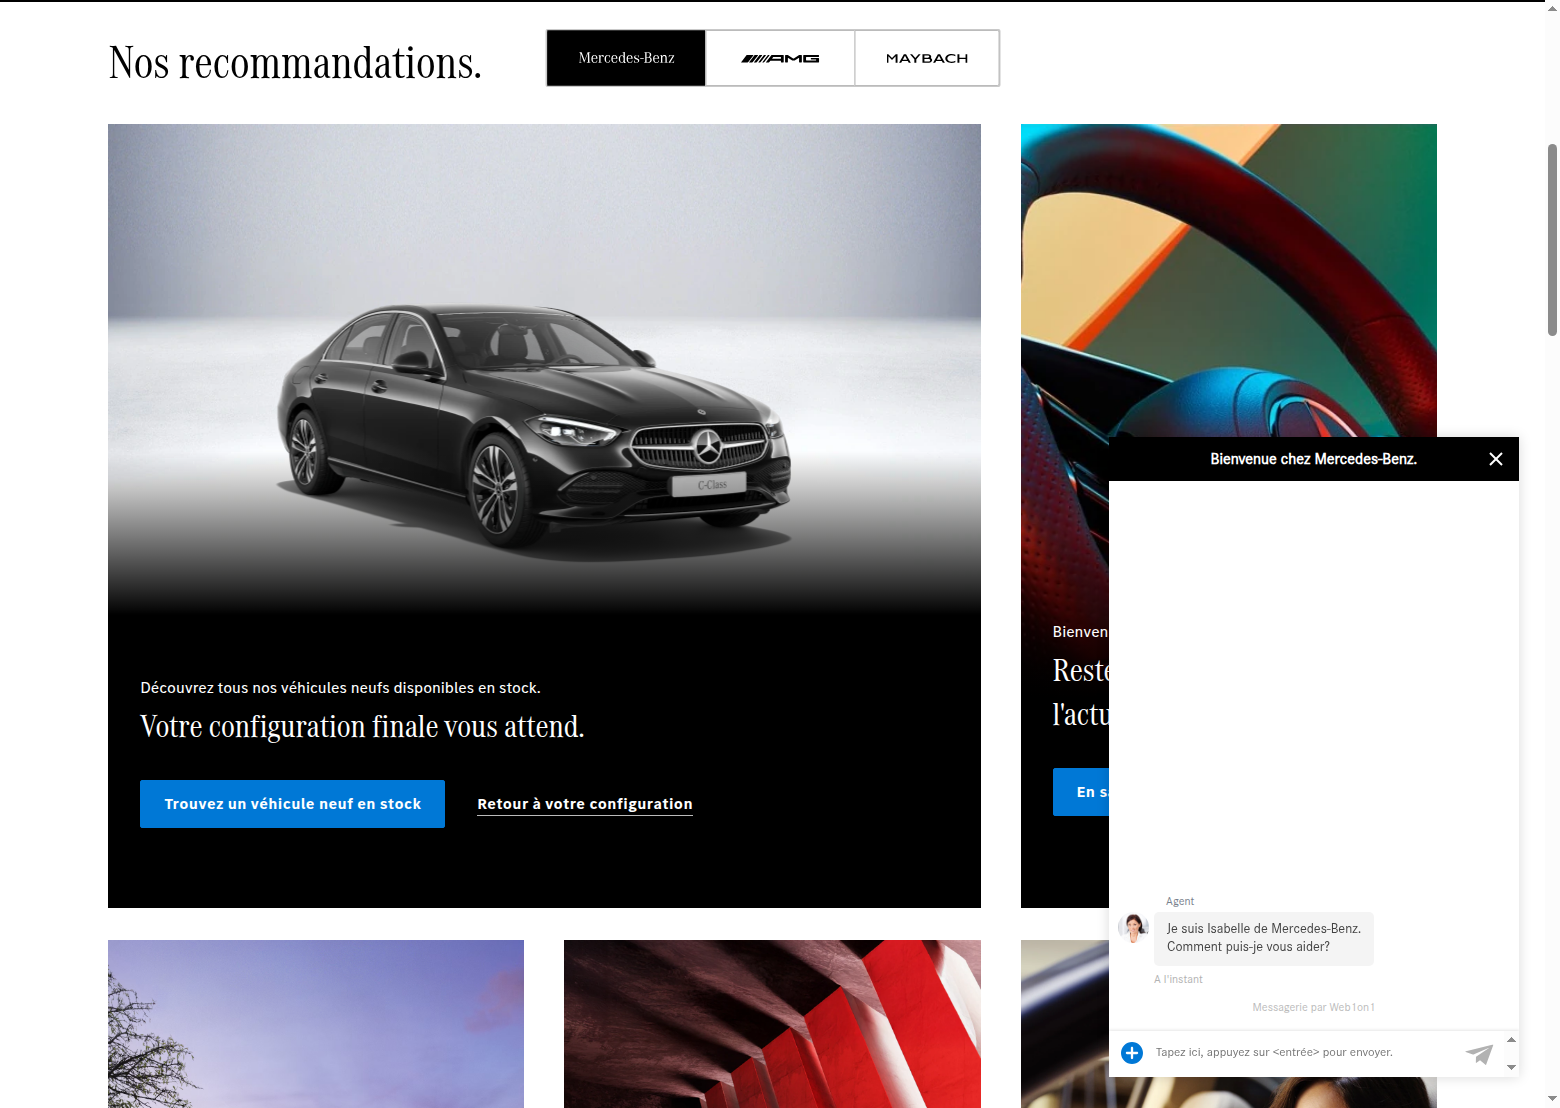 Nos recommandations.
Mercedes-Benz
AMG
MAYBACH
C-Class
Découvrez tous nos véhicules neufs disponibles en stock.
Votre configuration finale vous attend.
Trouvez un véhicule neuf en stock
Retour à votre configuration
Bienven
Reste
l'actu
En sa
Bienvenue chez Mercedes-Benz.
Agent
Je suis Isabelle de Mercedes-Benz.
Comment puis-je vous aider?
A l'instant
Messagerie par Web1on1
Tapez ici, appuyez sur <entrée> pour envoyer.